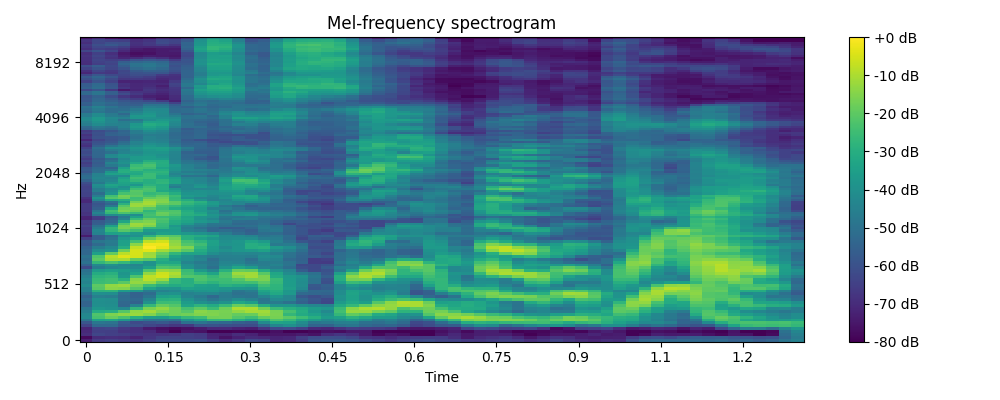 Mel-frequency spectrogram
Hz
8192
4096
2048
1024
512
0
0 0.15 0.3 0.45 0.6 0.75 0.9 1.1 1.2
Time
+0 dB
-10 dB
-20 dB
-30 dB
-40 dB
-50 dB
-60 dB
-70 dB
-80 dB